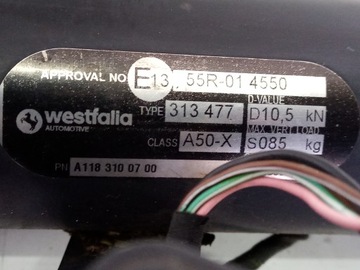 APPROVAL NO E13 55R-01 4550
westfalia
AUTOMOTIVE
TYPE 313 477
D-VALUE
D10,5 kN
CLASS A50-X
MAX. VERT LOAD
S085 kg
PN A118 310 07 00